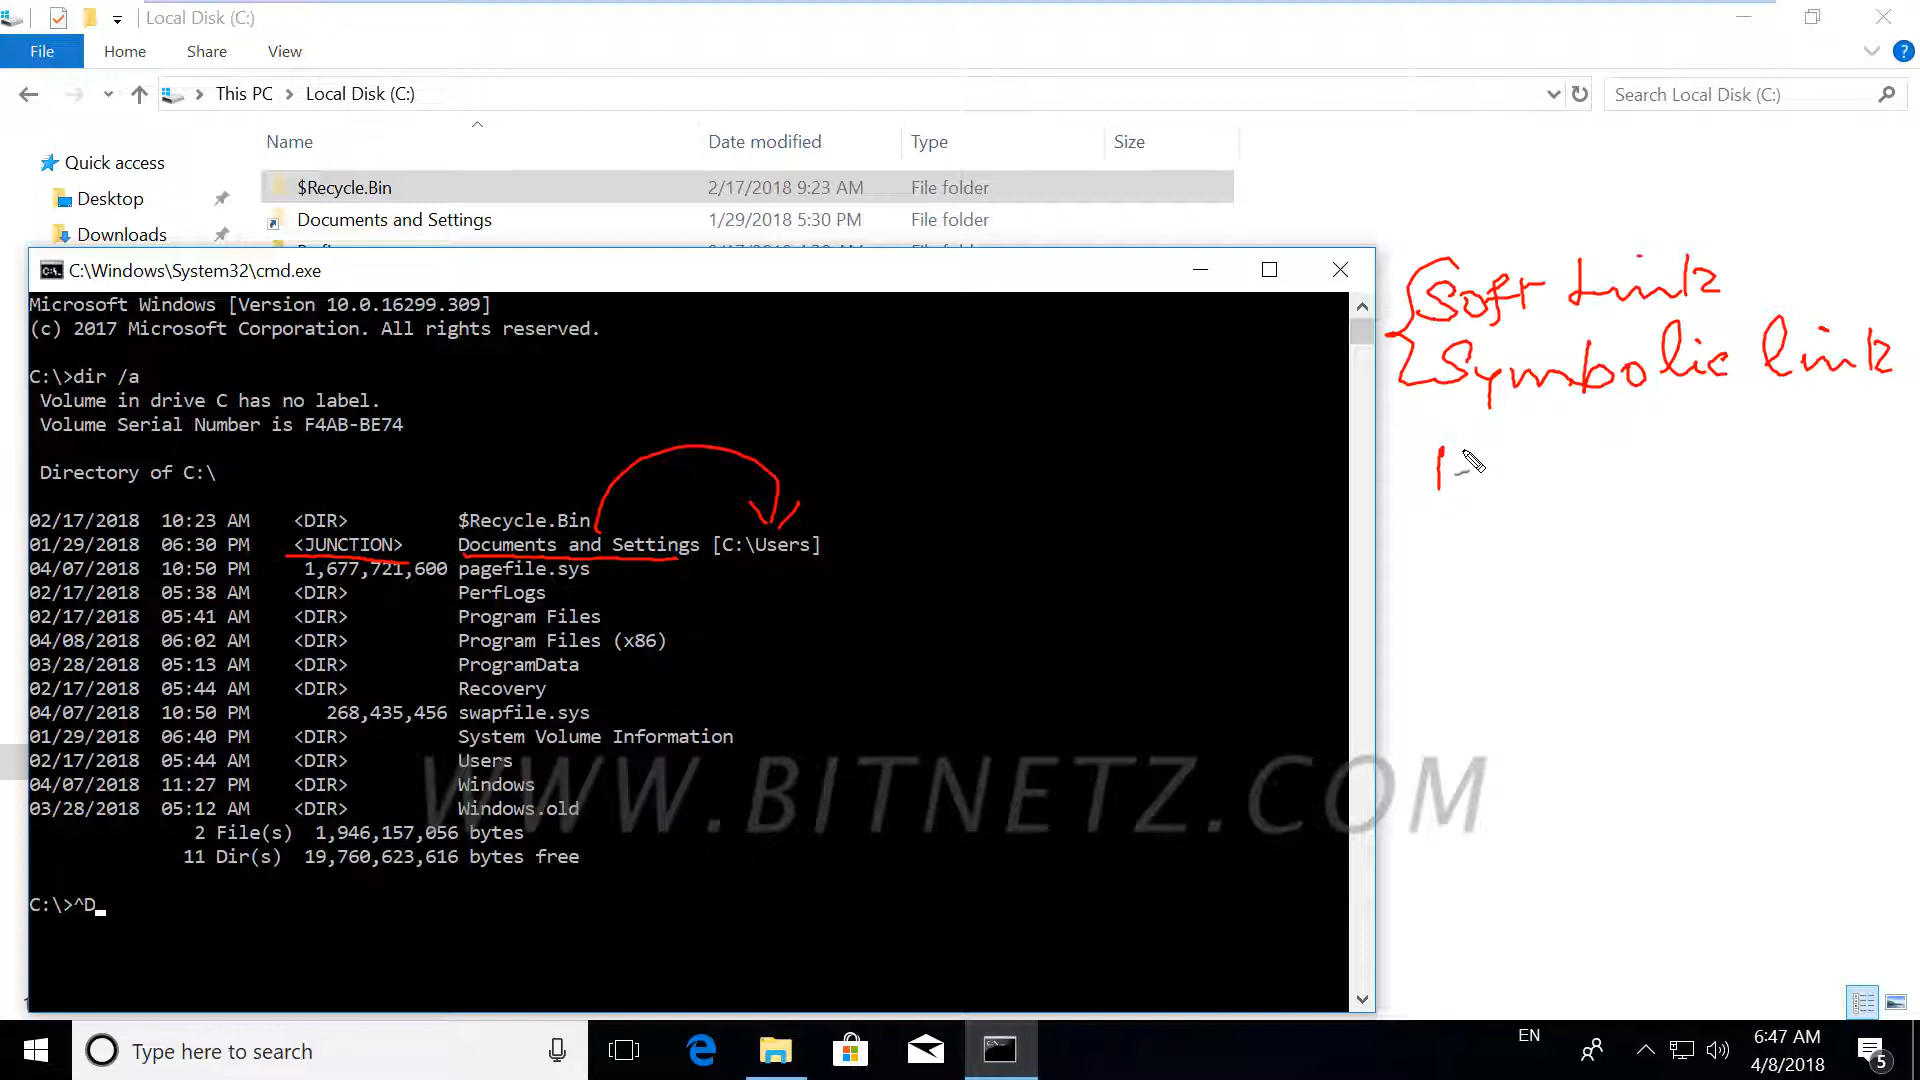 Local Disk (C:)
File Home Share View
This PC Local Disk (C:)
Search Local Disk (C:)
Name Date modified Type Size
Quick access
Desktop
Downloads
$Recycle.Bin 2/17/2018 9:23 AM File folder
Documents and Settings 1/29/2018 5:30 PM File folder
C:\Windows\System32\cmd.exe
Microsoft Windows [Version 10.0.16299.309]
(c) 2017 Microsoft Corporation. All rights reserved.
C:\>dir /a
Volume in drive C has no label.
Volume Serial Number is F4AB-BE74
Directory of C:\
02/17/2018 10:23 AM <DIR> $Recycle.Bin
01/29/2018 06:30 PM <JUNCTION> Documents and Settings [C:\Users]
04/07/2018 10:50 PM 1,677,721,600 pagefile.sys
02/17/2018 05:38 AM <DIR> PerfLogs
02/17/2018 05:41 AM <DIR> Program Files
04/08/2018 06:02 AM <DIR> Program Files (x86)
03/28/2018 05:13 AM <DIR> ProgramData
02/17/2018 05:44 AM <DIR> Recovery
04/07/2018 10:50 PM 268,435,456 swapfile.sys
01/29/2018 06:40 PM <DIR> System Volume Information
02/17/2018 05:44 AM <DIR> Users
04/07/2018 11:27 PM <DIR> Windows
03/28/2018 05:12 AM <DIR> Windows.old
2 File(s) 1,946,157,056 bytes
11 Dir(s) 19,760,623,616 bytes free
C:\>^D
Soft Link
Symbolic link
WWW.BITNETZ.COM
Type here to search
EN
6:47 AM
4/8/2018
5